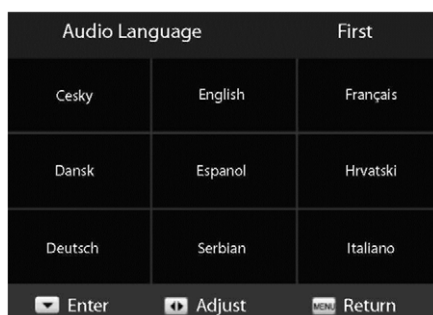 Audio Language First
Cesky English Français
Dansk Espanol Hrvatski
Deutsch Serbian Italiano
Enter Adjust MENU Return